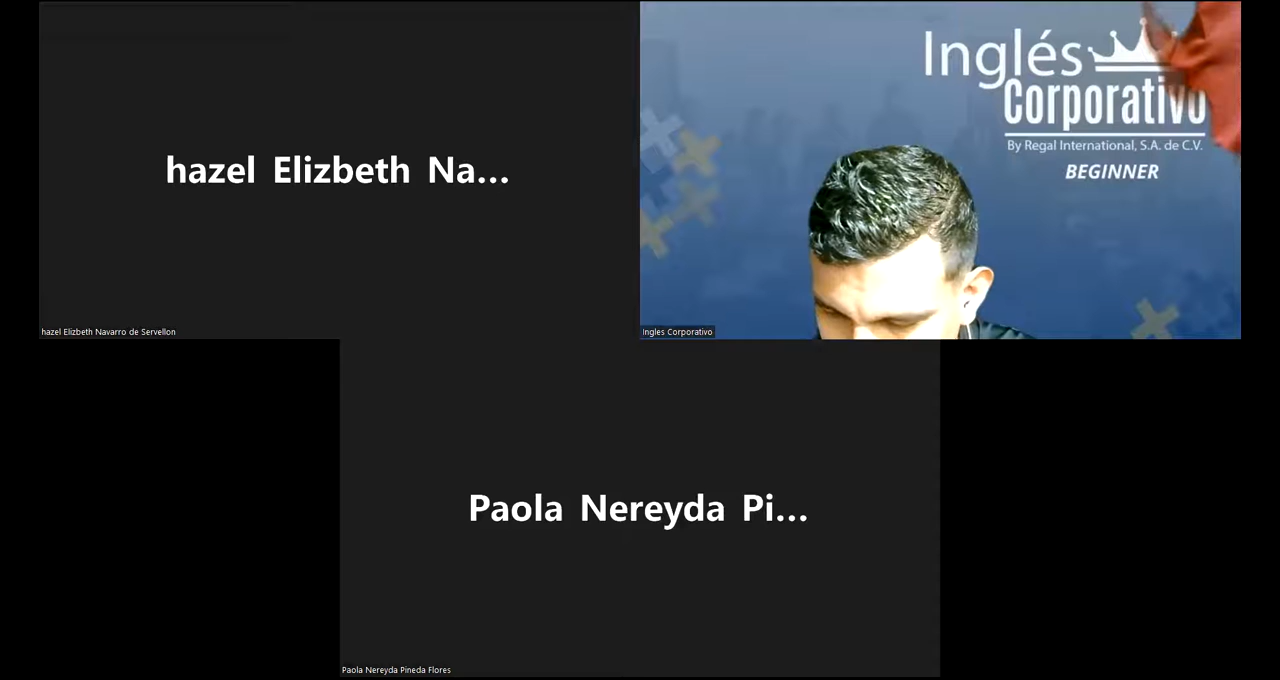 hazel Elizbeth Na...
hazel Elizbeth Navarro de Servellon
Inglés
Corporativo
By Regal International, S.A. de C.V.
BEGINNER
Ingles Corporativo
Paola Nereyda Pi...
Paola Nereyda Pineda Flores